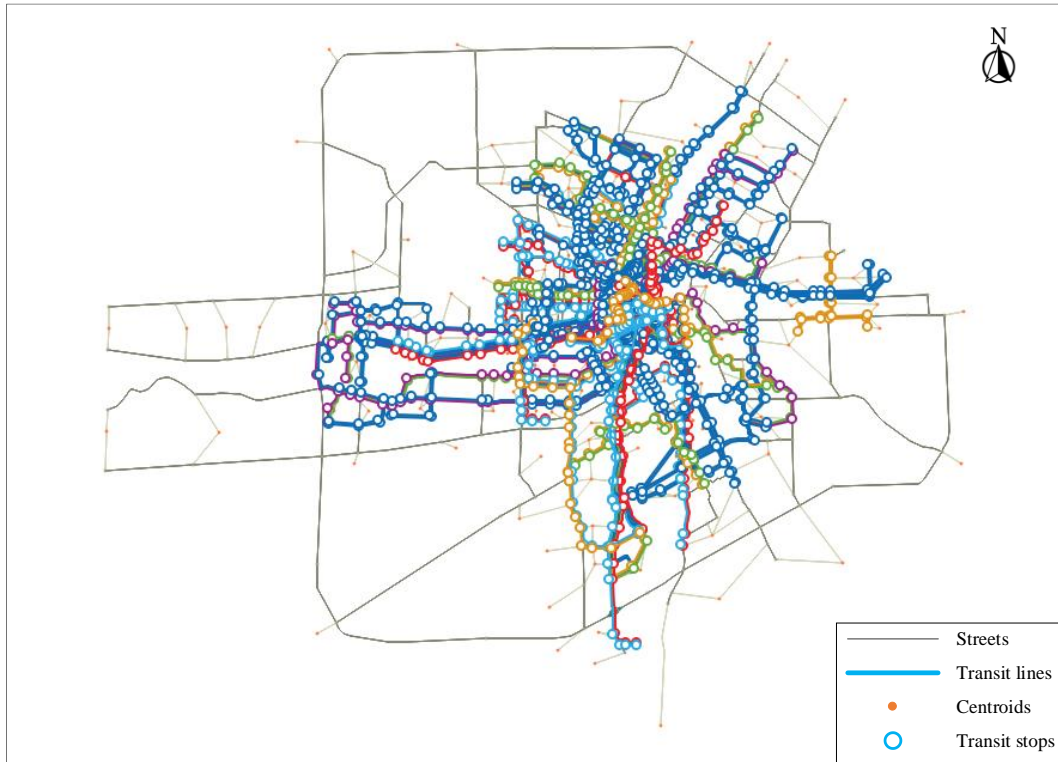 N
Streets
Transit lines
Centroids
Transit stops